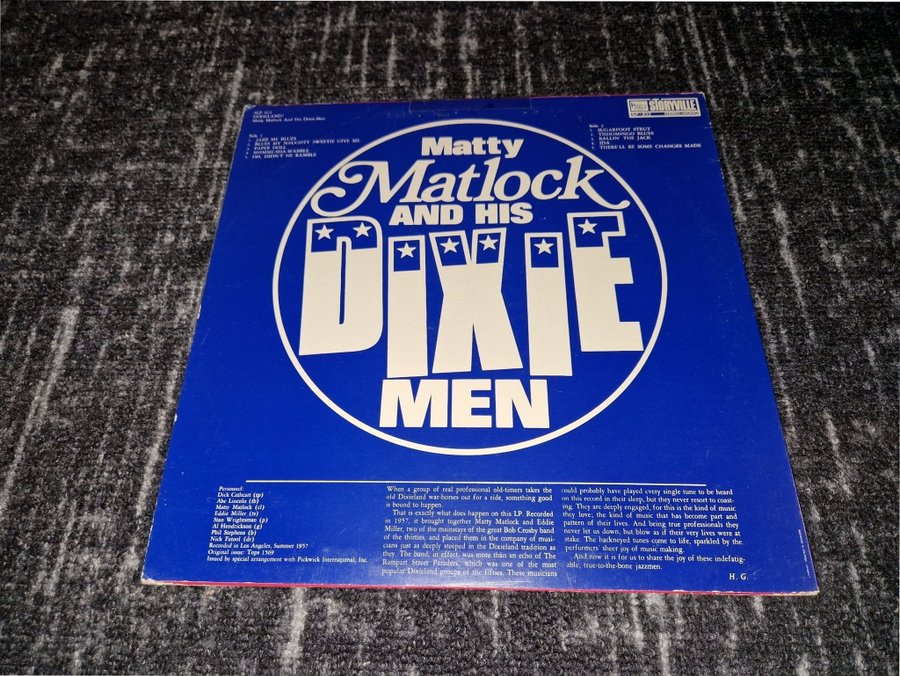 SLP 822
DIXIELAND!
Matty Matlock And His Dixie-Men
Side 1
1. JAZZ ME BLUES
2. BLUES MY NAUGHTY SWEETIE GIVE ME
3. PAPER DOLL
4. SHIMME-SHA-WABBLE
5. OH, DIDN'T HE RAMBLE
STORYVILLE
SLP - 822
Side 2
1. SUGARFOOT STRUT
2. TISHOMINGO BLUES
3. BALLIN THE JACK
4. IDA
5. THERE'LL BE SOME CHANGES MADE
Matty
Matlock
AND HIS
DIXIE
MEN
Personnel:
Dick Cathcart (tp)
Abe Lincoln (tb)
Matty Matlock (cl)
Eddie Miller (ts)
Stan Wrightsman (p)
Al Hendrickson (g)
Phil Stephens (b)
Nick Fatool (dr)
Recorded in Los Angeles, Summer 1957
Original issue: Tops 1569
Issued by special arrangement with Pickwick International, Inc.
When a group of real professional old-timers takes the
old Dixieland war-horses out for a ride, something good
is bound to happen.
That is exactly what does happen on this LP. Recorded
in 1957, it brought together Matty Matlock and Eddie
Miller, two of the mainstays of the great Bob Crosby band
of the thirties, and placed them in the company of musi-
cians just as deeply steeped in the Dixieland tradition as
they. The band, in effect, was more than an echo of The
Rampart Street Paraders, which was one of the most
popular Dixieland groups of the fifties. These musicians
could probably have played every single tune to be heard
on this record in their sleep, but they never resort to coast-
ing. They are deeply engaged, for this is the kind of music
they love; the kind of music that has become part and
pattern of their lives. And being true professionals they
never let us down, but blow as if their very lives were at
stake. The hackneyed tunes come to life, sparkled by the
performers sheer joy of music making.
And now it is for us to share the joy of these indefatig-
able, true-to-the-bone jazzmen.
H. G.